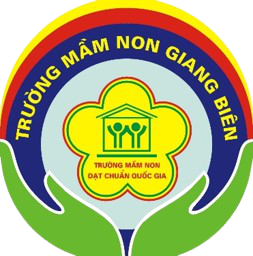 TRƯỜNG MẦM NON GIANG BIÊN
TRƯỜNG MẦM NON
ĐẠT CHUẨN QUỐC GIA